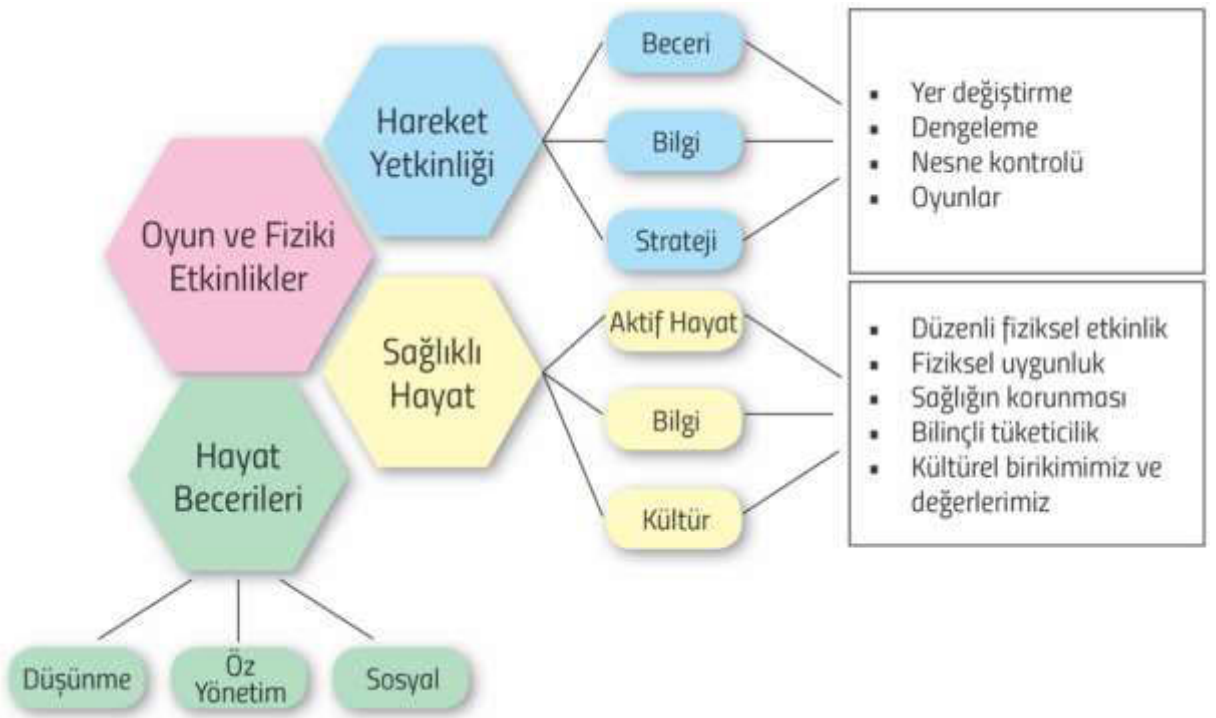 Oyun ve Fiziki
Etkinlikler
Hareket
Yetkinliği
Beceri
Bilgi
Strateji
▪ Yer değiştirme
▪ Dengeleme
▪ Nesne kontrolü
▪ Oyunlar
Sağlıklı
Hayat
Aktif Hayat
Bilgi
Kültür
▪ Düzenli fiziksel etkinlik
▪ Fiziksel uygunluk
▪ Sağlığın korunması
▪ Bilinçli tüketicilik
▪ Kültürel birikimimiz ve
değerlerimiz
Hayat
Becerileri
Düşünme
Öz
Yönetim
Sosyal